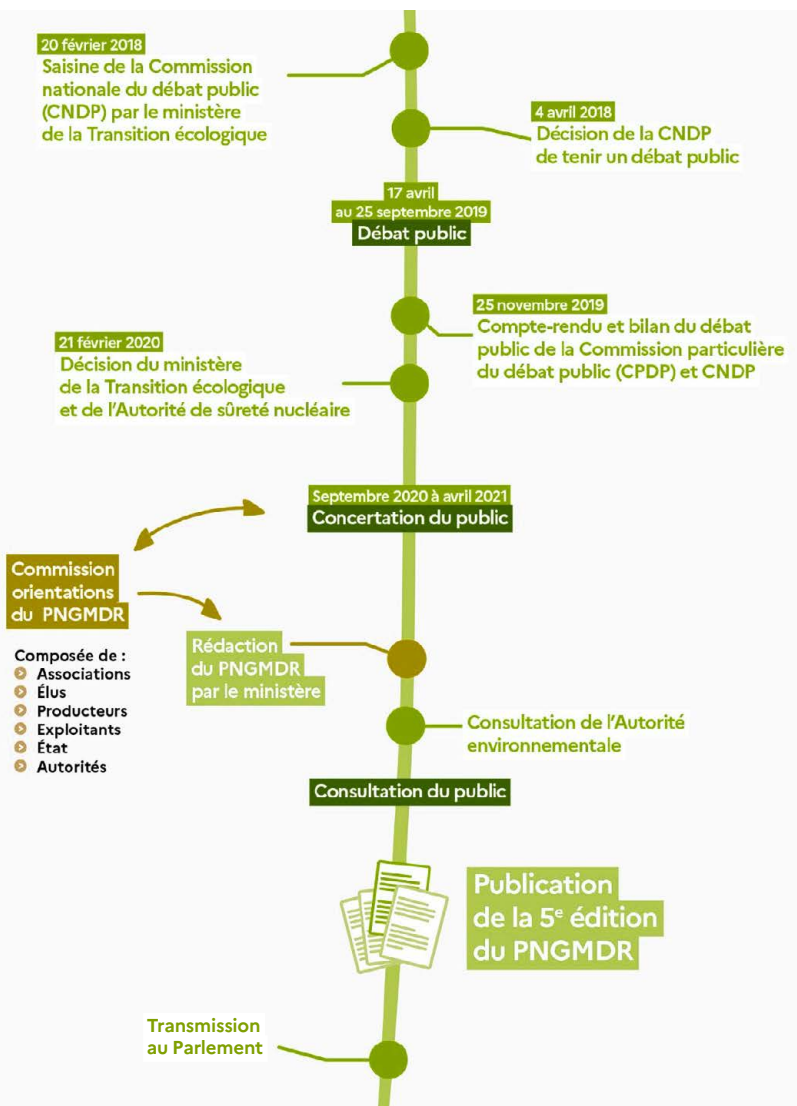 20 février 2018
Saisine de la Commission
nationale du débat public
(CNDP) par le ministère
de la Transition écologique
4 avril 2018
Décision de la CNDP
de tenir un débat public
17 avril
au 25 septembre 2019
Débat public
25 novembre 2019
Compte-rendu et bilan du débat
public de la Commission particulière
du débat public (CPDP) et CNDP
21 février 2020
Décision du ministère
de la Transition écologique
et de l'Autorité de sûreté nucléaire
Septembre 2020 à avril 2021
Concertation du public
Commission
orientations
du PNGMDR
Composée de :
Associations
Élus
Producteurs
Exploitants
État
Autorités
Rédaction
du PNGMDR
par le ministère
Consultation de l'Autorité
environnementale
Consultation du public
Publication
de la 5e édition
du PNGMDR
Transmission
au Parlement